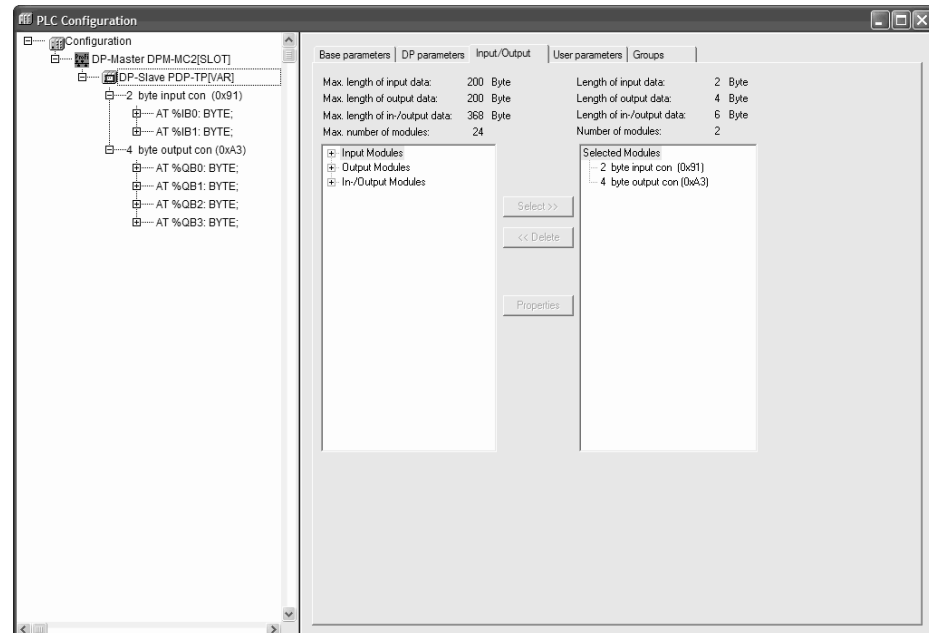 PLC Configuration
Configuration
DP-Master DPM-MC2[SLOT]
DP-Slave PDP-TP[VAR]
2 byte input con (0x91)
AT %IB0: BYTE;
AT %IB1: BYTE;
4 byte output con (0xA3)
AT %QB0: BYTE;
AT %QB1: BYTE;
AT %QB2: BYTE;
AT %QB3: BYTE;
Base parameters DP parameters Input/Output User parameters Groups
Max. length of input data: 200 Byte
Max. length of output data: 200 Byte
Max. length of in-/output data: 368 Byte
Max. number of modules: 24
Length of input data: 2 Byte
Length of output data: 4 Byte
Length of in-/output data: 6 Byte
Number of modules: 2
Input Modules
Output Modules
In-/Output Modules
Select >>
<< Delete
Properties
Selected Modules
2 byte input con (0x91)
4 byte output con (0xA3)